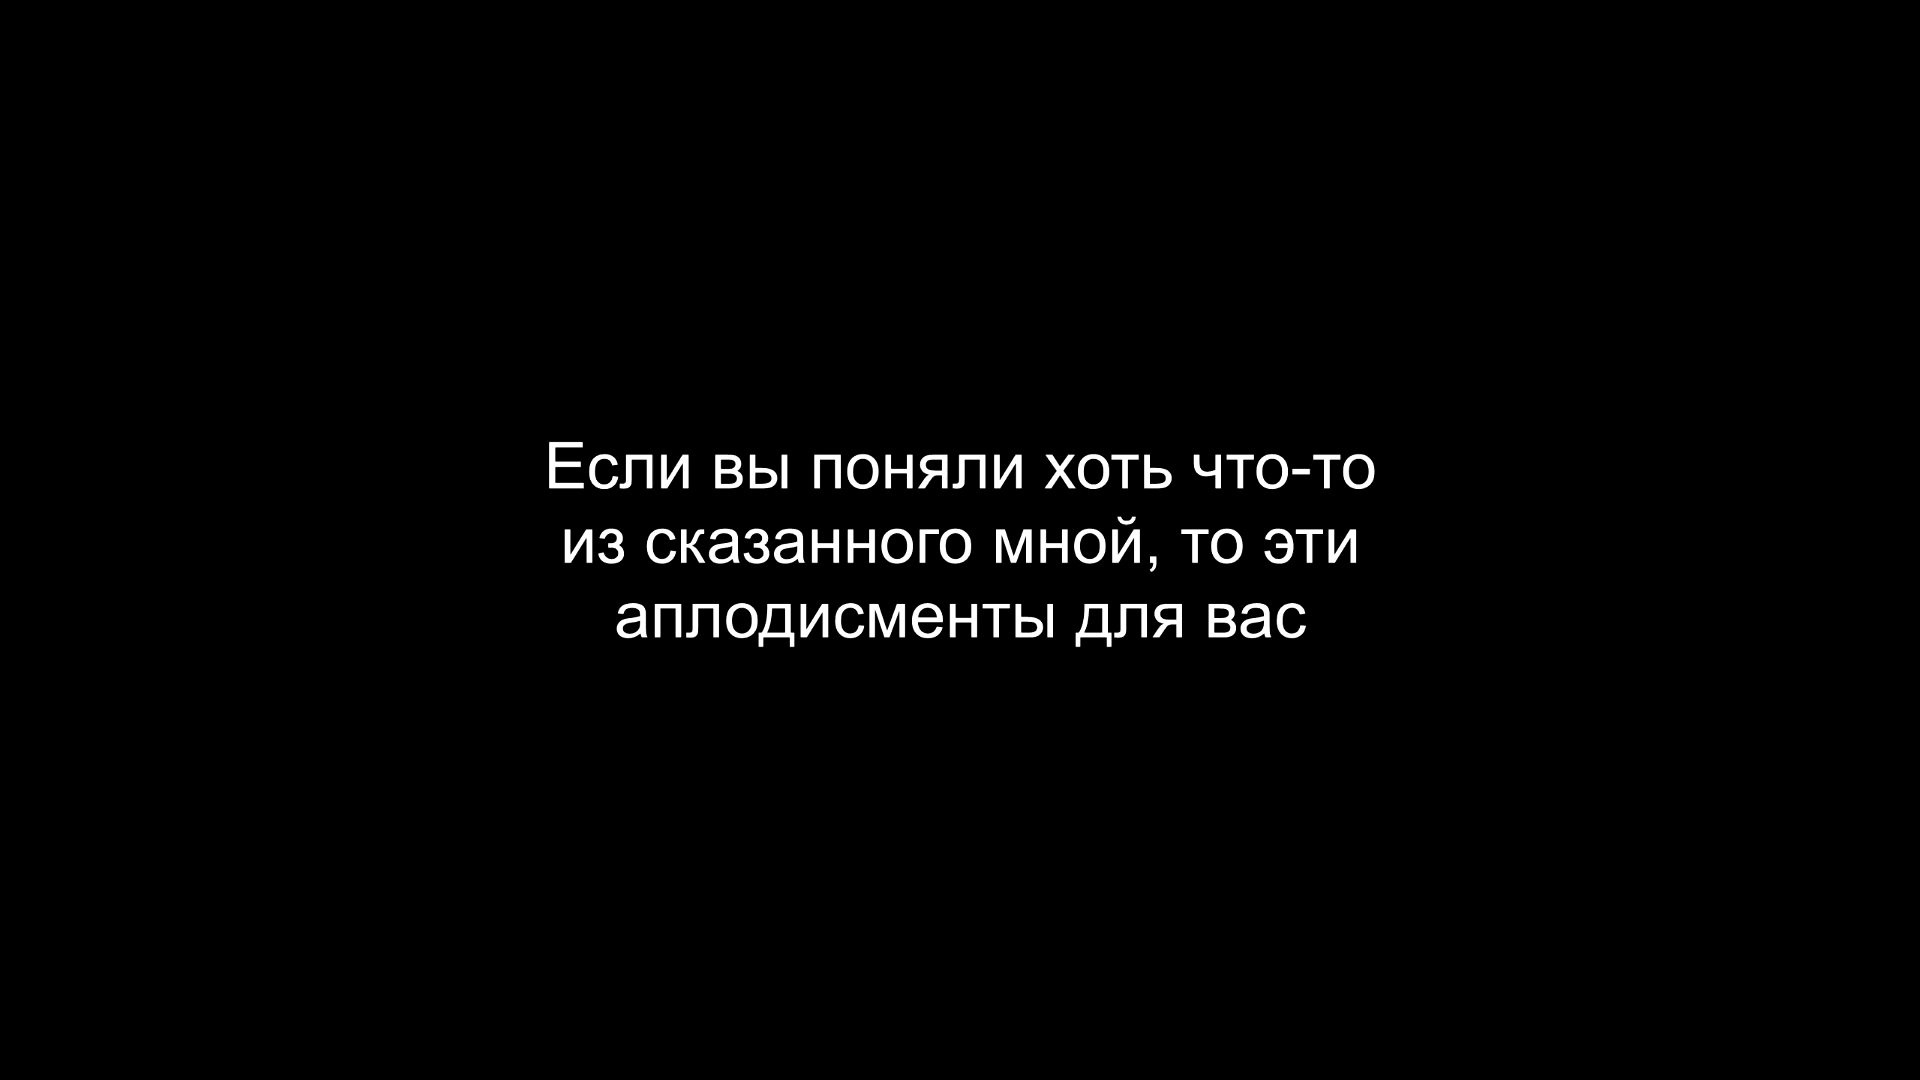 Если вы поняли хоть что-то
из сказанного мной, то эти
аплодисменты для вас